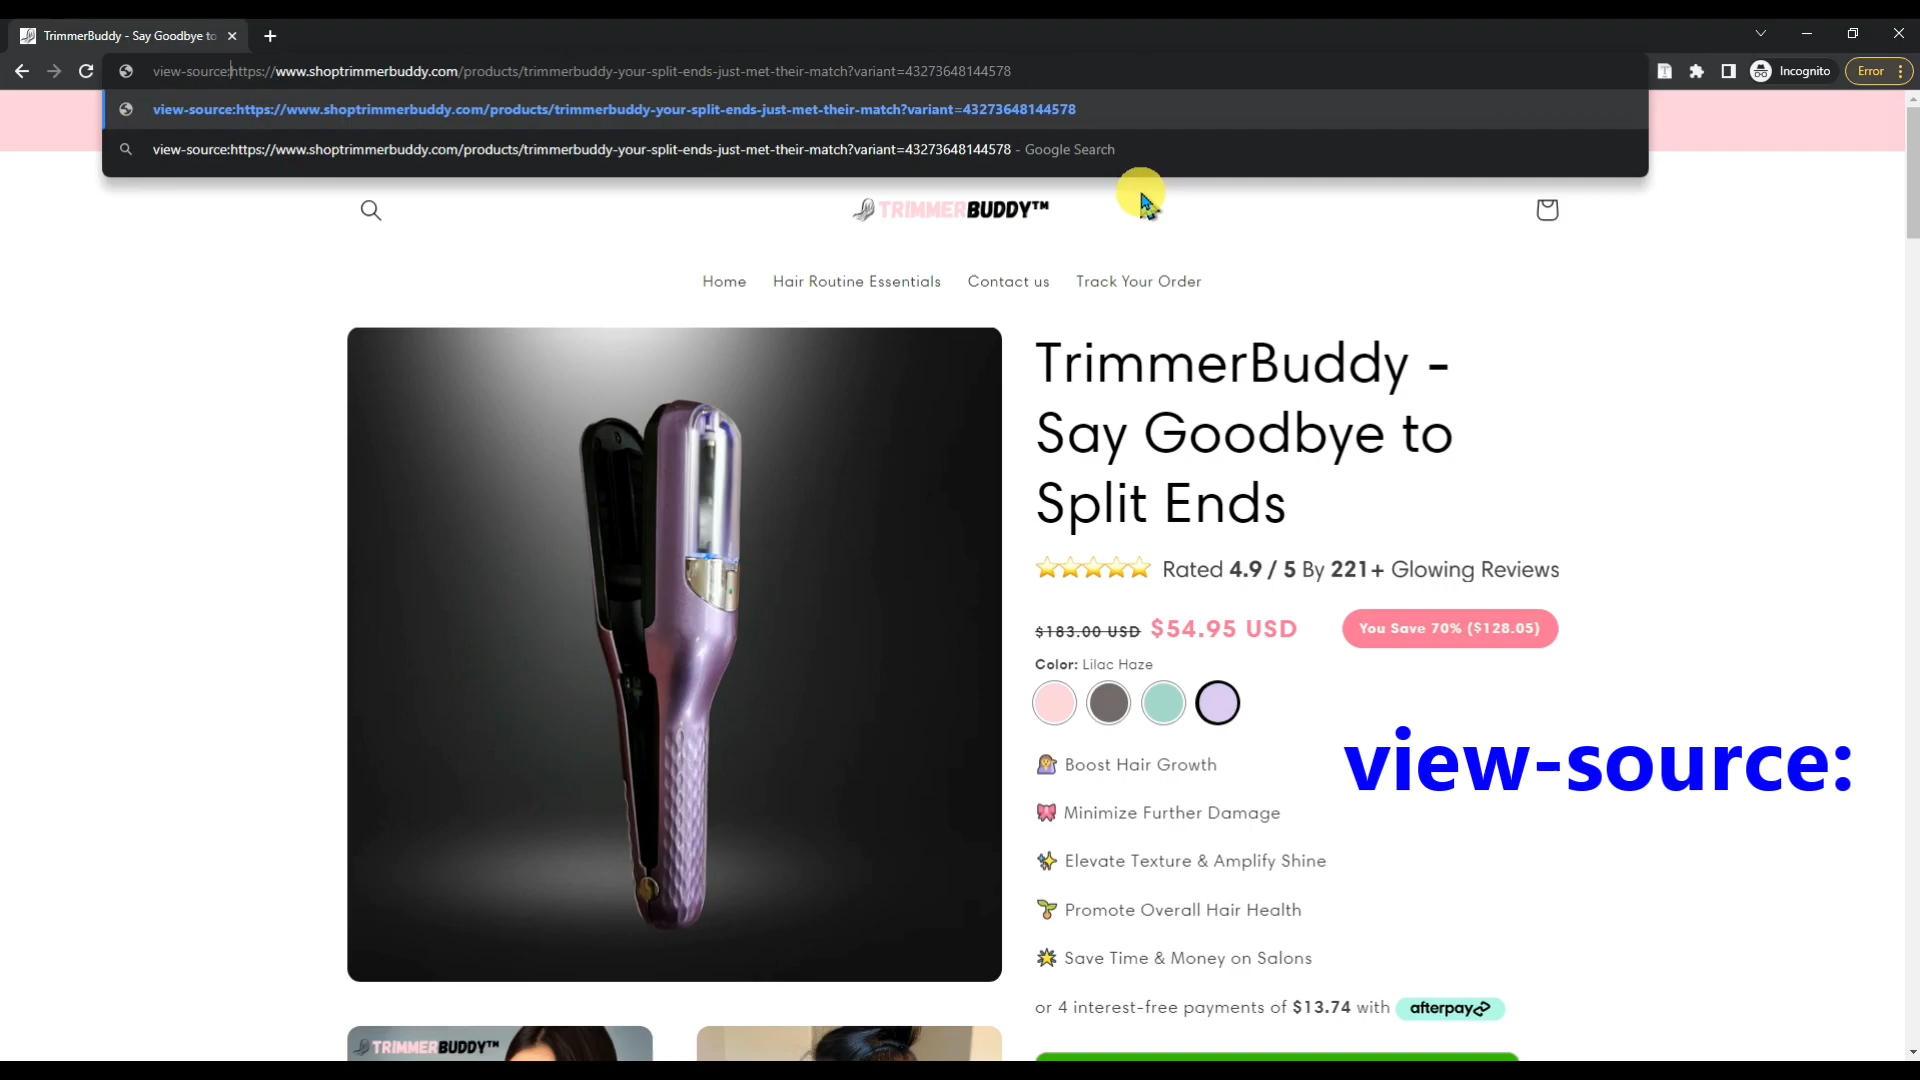 TrimmerBuddy - Say Goodbye to
Incognito
Error
view-source:https://www.shoptrimmerbuddy.com/products/trimmerbuddy-your-split-ends-just-met-their-match?variant=43273648144578
view-source:https://www.shoptrimmerbuddy.com/products/trimmerbuddy-your-split-ends-just-met-their-match?variant=43273648144578
view-source:https://www.shoptrimmerbuddy.com/products/trimmerbuddy-your-split-ends-just-met-their-match?variant=43273648144578 - Google Search
TRIMMERBUDDY™
Home Hair Routine Essentials Contact us Track Your Order
TrimmerBuddy -
Say Goodbye to
Split Ends
Rated 4.9 / 5 By 221+ Glowing Reviews
$183.00 USD $54.95 USD You Save 70% ($128.05)
Color: Lilac Haze
Boost Hair Growth
view-source:
Minimize Further Damage
Elevate Texture & Amplify Shine
Promote Overall Hair Health
Save Time & Money on Salons
or 4 interest-free payments of $13.74 with afterpay
TRIMMERBUDDY™